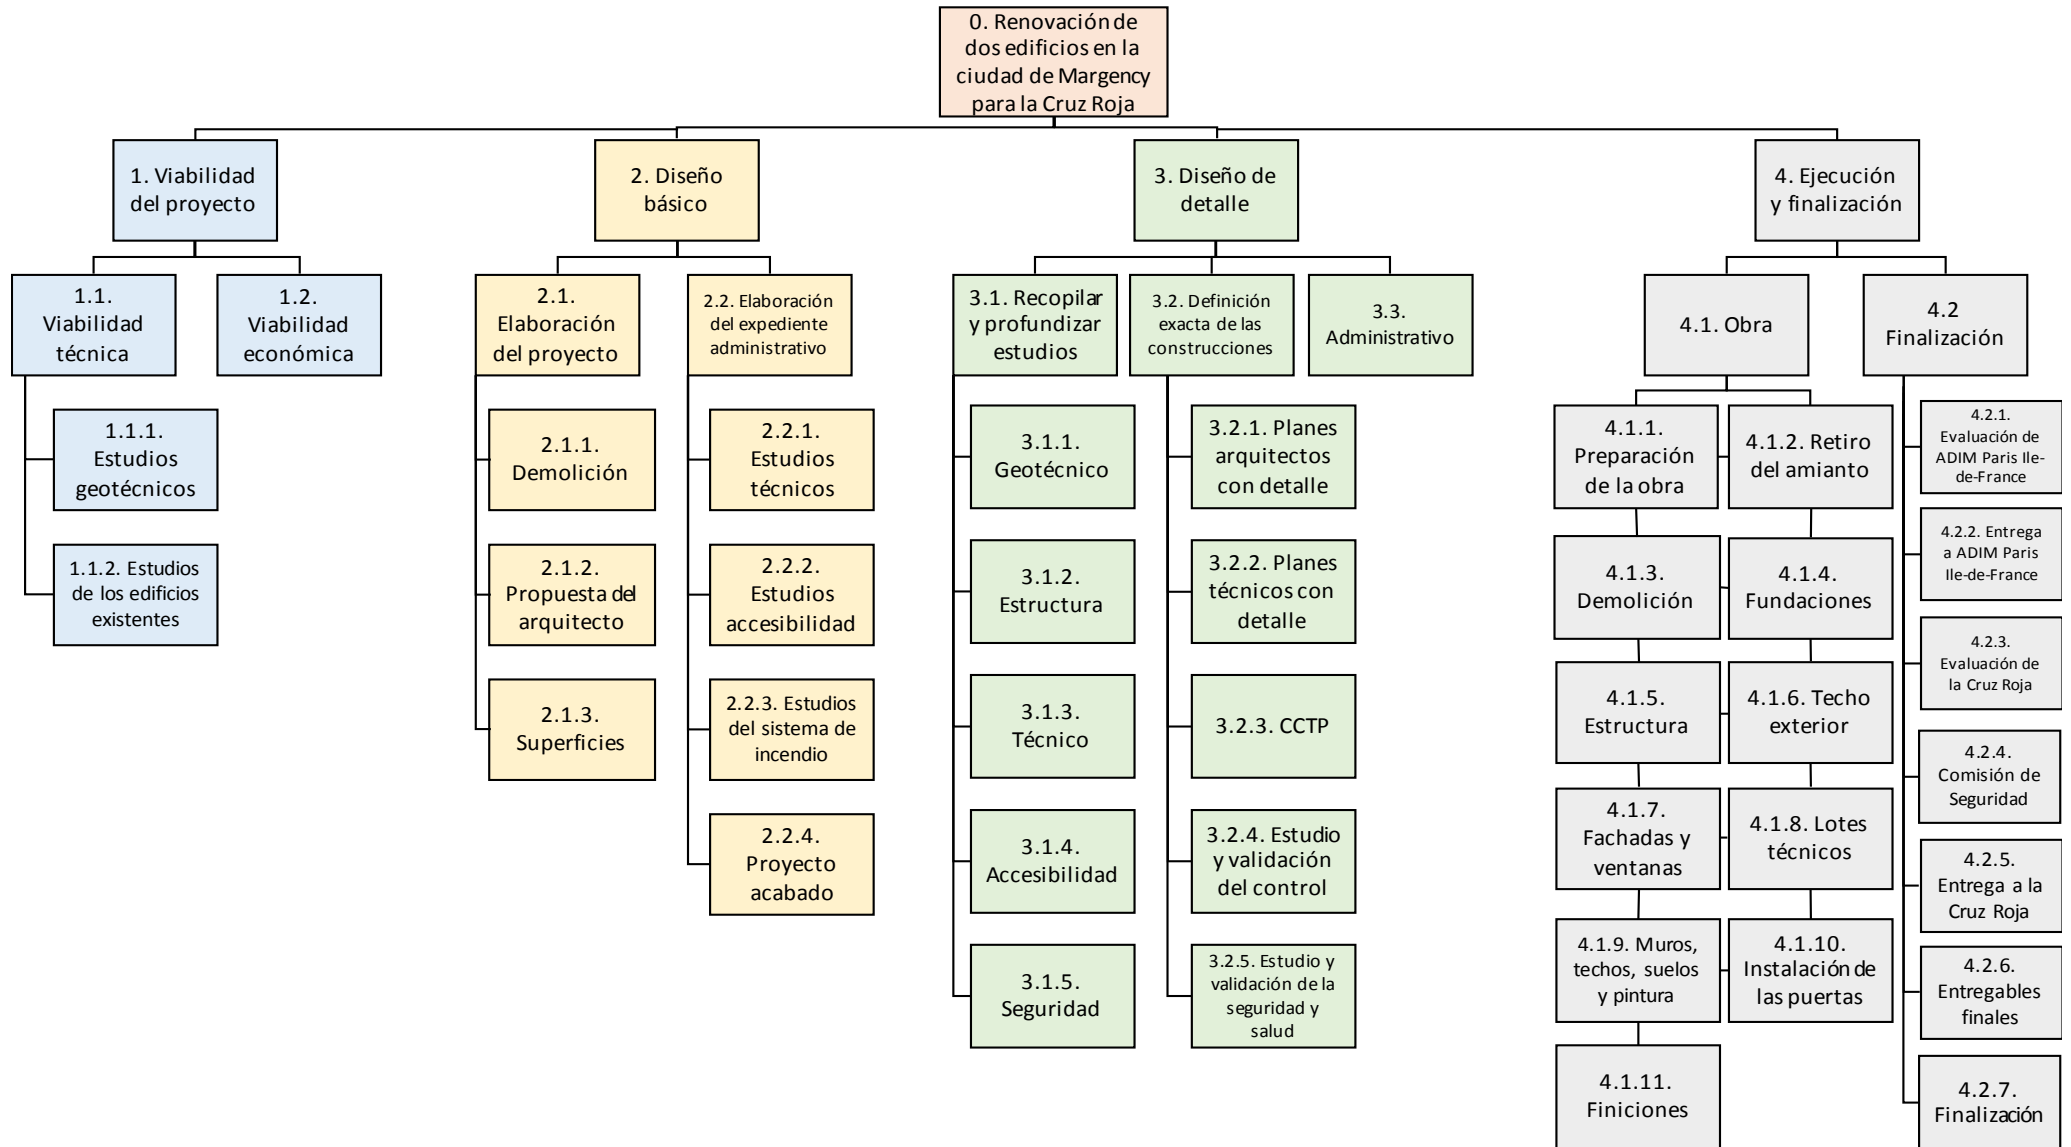 0. Renovación de
dos edificios en la
ciudad de Margency
para la Cruz Roja
1. Viabilidad
del proyecto
2. Diseño
básico
3. Diseño de
detalle
4. Ejecución
y finalización
1.1.
Viabilidad
técnica
1.2.
Viabilidad
económica
2.1.
Elaboración
del proyecto
2.2. Elaboración
del expediente
administrativo
3.1. Recopilar
y profundizar
estudios
3.2. Definición
exacta de las
construcciones
3.3.
Administrativo
4.1. Obra
4.2
Finalización
1.1.1.
Estudios
geotécnicos
1.1.2. Estudios
de los edificios
existentes
2.1.1.
Demolición
2.1.2.
Propuesta del
arquitecto
2.1.3.
Superficies
2.2.1.
Estudios
técnicos
2.2.2.
Estudios
accesibilidad
2.2.3. Estudios
del sistema de
incendio
2.2.4.
Proyecto
acabado
3.1.1.
Geotécnico
3.1.2.
Estructura
3.1.3.
Técnico
3.1.4.
Accesibilidad
3.1.5.
Seguridad
3.2.1. Planes
arquitectos
con detalle
3.2.2. Planes
técnicos con
detalle
3.2.3. CCTP
3.2.4. Estudio
y validación
del control
3.2.5. Estudio y
validación de la
seguridad y
salud
4.1.1.
Preparación
de la obra
4.1.2. Retiro
del amianto
4.1.3.
Demolición
4.1.4.
Fundaciones
4.1.5.
Estructura
4.1.6. Techo
exterior
4.1.7.
Fachadas y
ventanas
4.1.8. Lotes
técnicos
4.1.9. Muros,
techos, suelos
y pintura
4.1.10.
Instalación de
las puertas
4.1.11.
Finiciones
4.2.1.
Evaluación de
ADIM Paris Ile-
de-France
4.2.2. Entrega
a ADIM Paris
Ile-de-France
4.2.3.
Evaluación de
la Cruz Roja
4.2.4.
Comisión de
Seguridad
4.2.5.
Entrega a la
Cruz Roja
4.2.6.
Entregables
finales
4.2.7.
Finalización